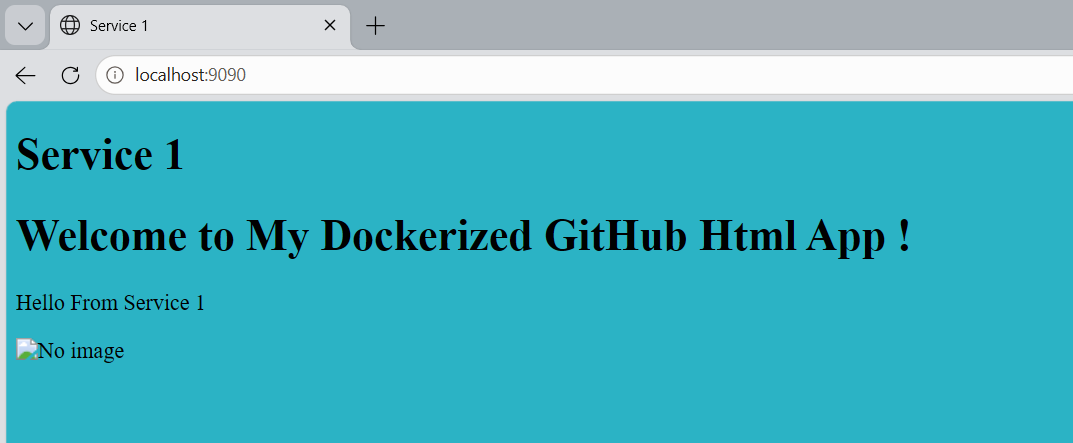 Service 1
localhost:9090
Service 1
Welcome to My Dockerized GitHub Html App !
Hello From Service 1
No image